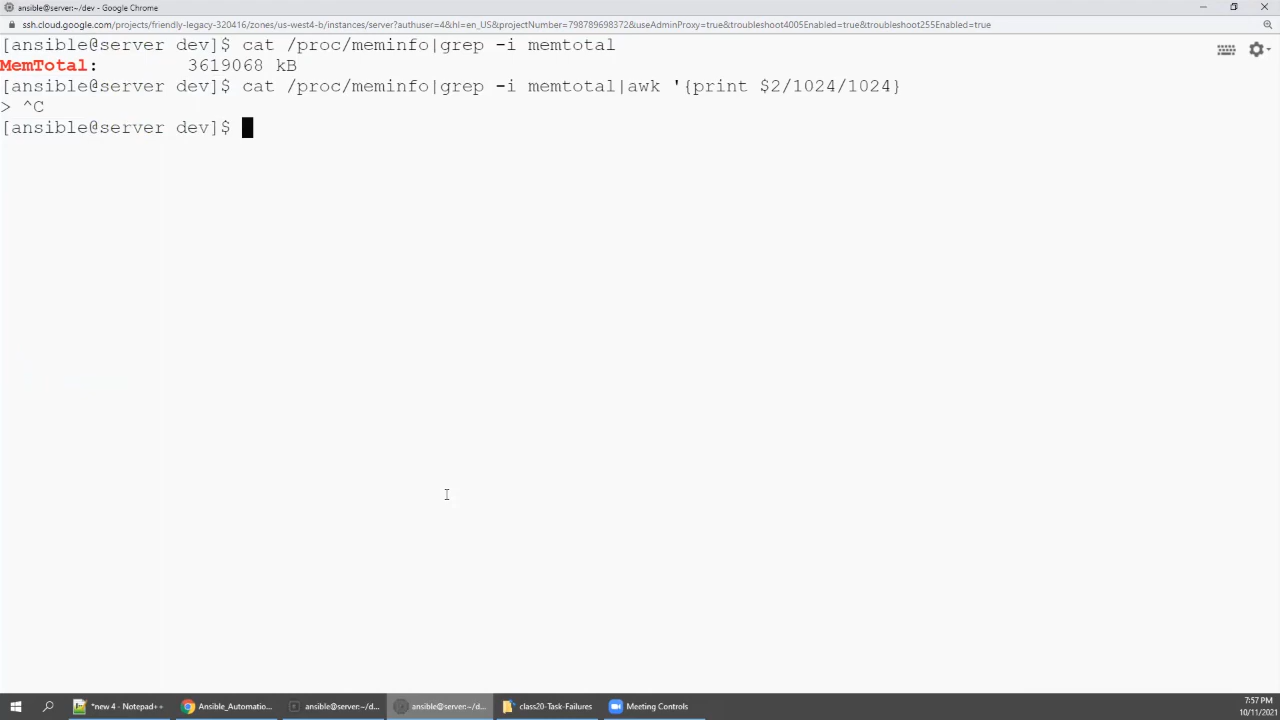 ansible@server:~/dev - Google Chrome
ssh.cloud.google.com/projects/friendly-legacy-320416/zones/us-west4-b/instances/server?authuser=4&hl=en_US&projectNumber=798789698372&useAdminProxy=true&troubleshoot4005Enabled=true&troubleshoot255Enabled=true
[ansible@server dev]$ cat /proc/meminfo|grep -i memtotal
MemTotal:        3619068 kB
[ansible@server dev]$ cat /proc/meminfo|grep -i memtotal|awk '{print $2/1024/1024}
> ^C
[ansible@server dev]$
*new 4 - Notepad++
Ansible_Automatio...
ansible@server:~/d...
ansible@server:~/d...
class20-Task-Failures
Meeting Controls
7:57 PM
10/11/2021